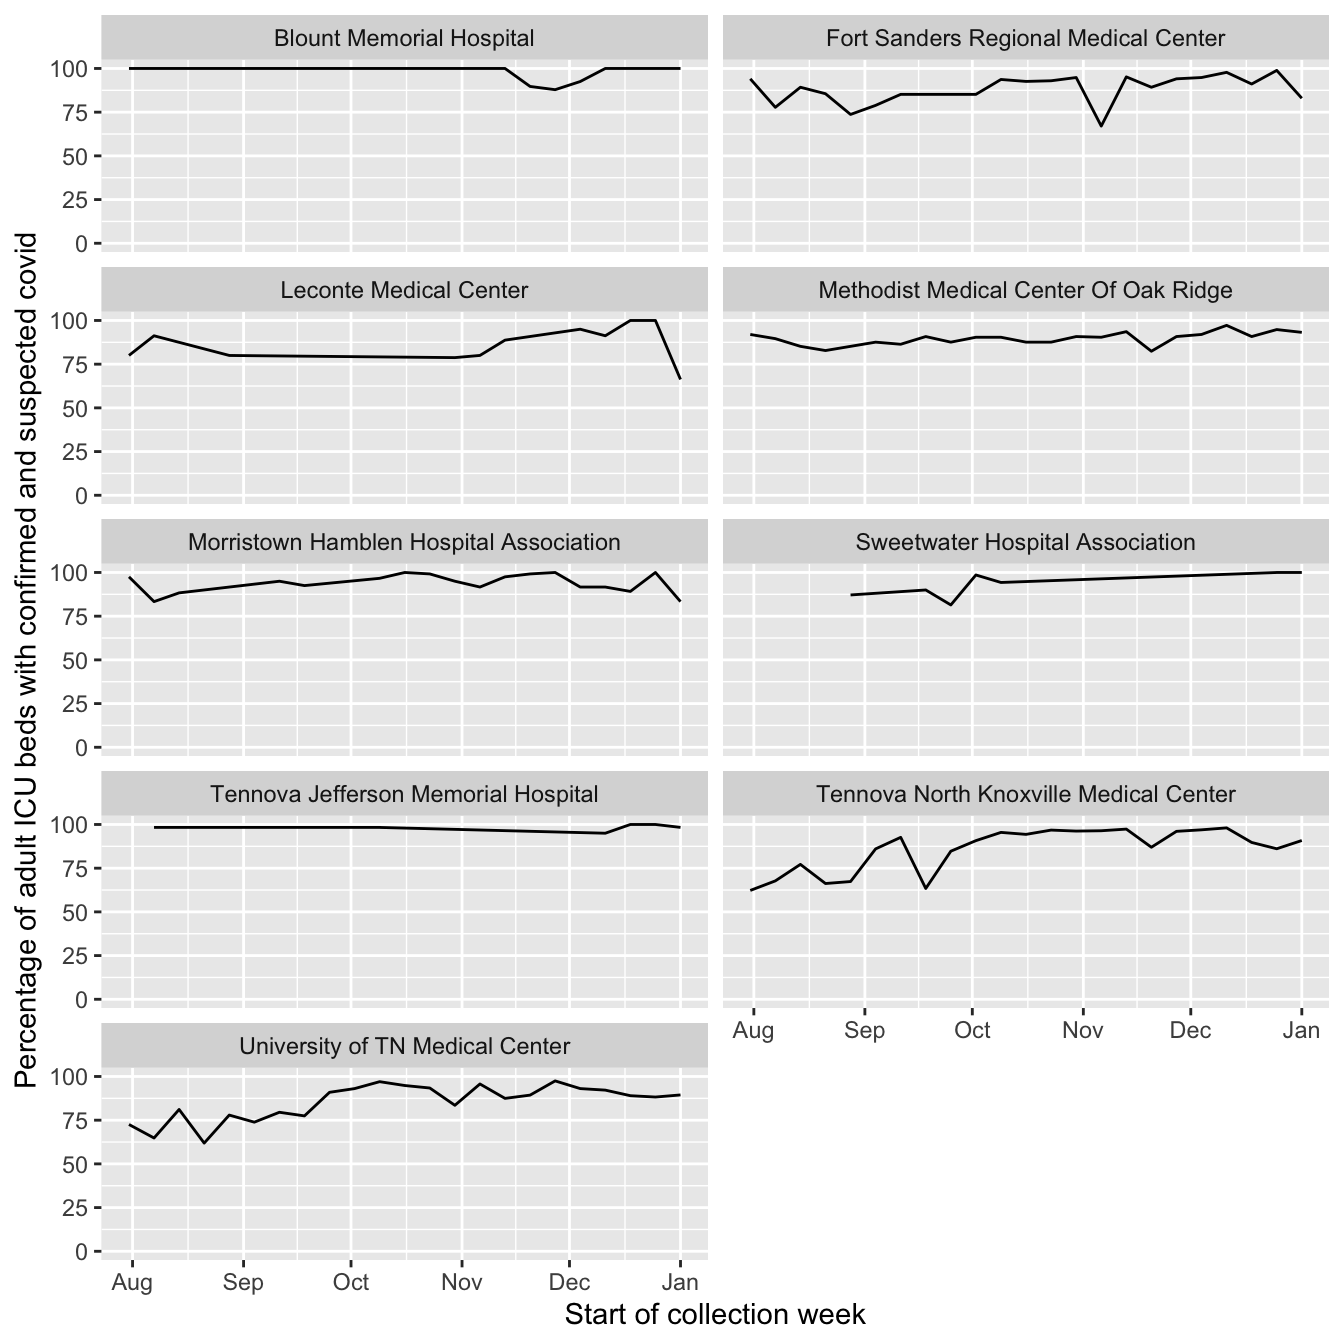 Blount Memorial Hospital
Fort Sanders Regional Medical Center
100
75
50
25
0
Leconte Medical Center
Methodist Medical Center Of Oak Ridge
100
75
50
25
0
Morristown Hamblen Hospital Association
Sweetwater Hospital Association
100
75
50
25
0
Tennova Jefferson Memorial Hospital
Tennova North Knoxville Medical Center
100
75
50
25
0
Aug Sep Oct Nov Dec Jan
University of TN Medical Center
100
75
50
25
0
Aug Sep Oct Nov Dec Jan
Start of collection week
Percentage of adult ICU beds with confirmed and suspected covid